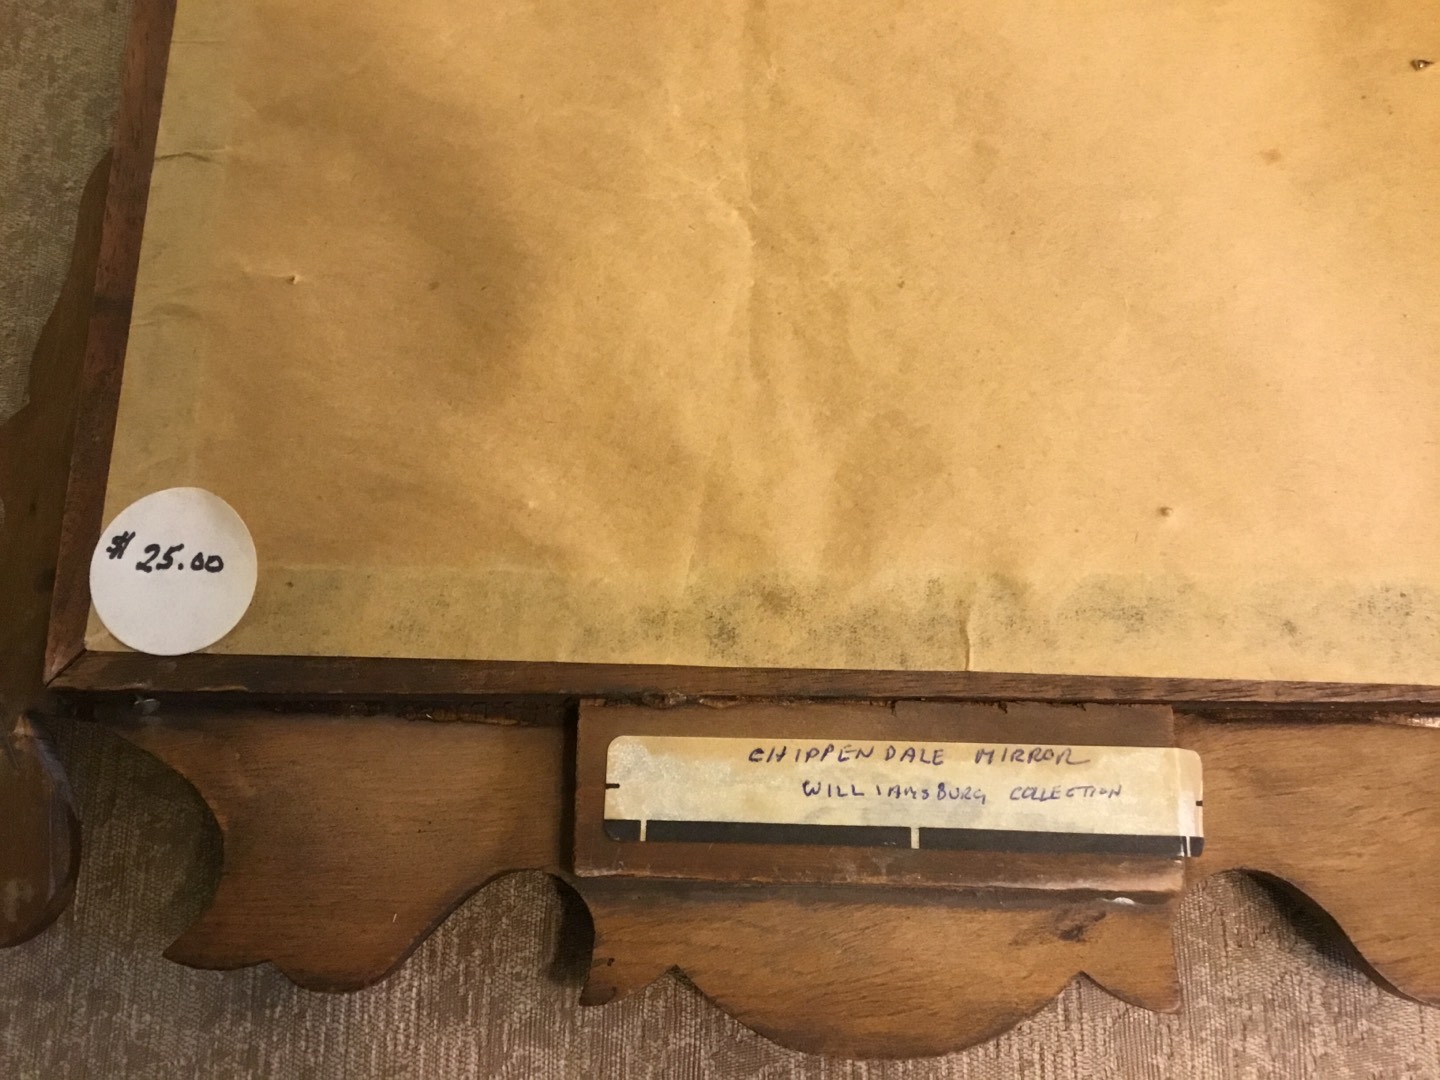 $ 25.00
CHIPPENDALE MIRROR
WILLIAMSBURG COLLECTION